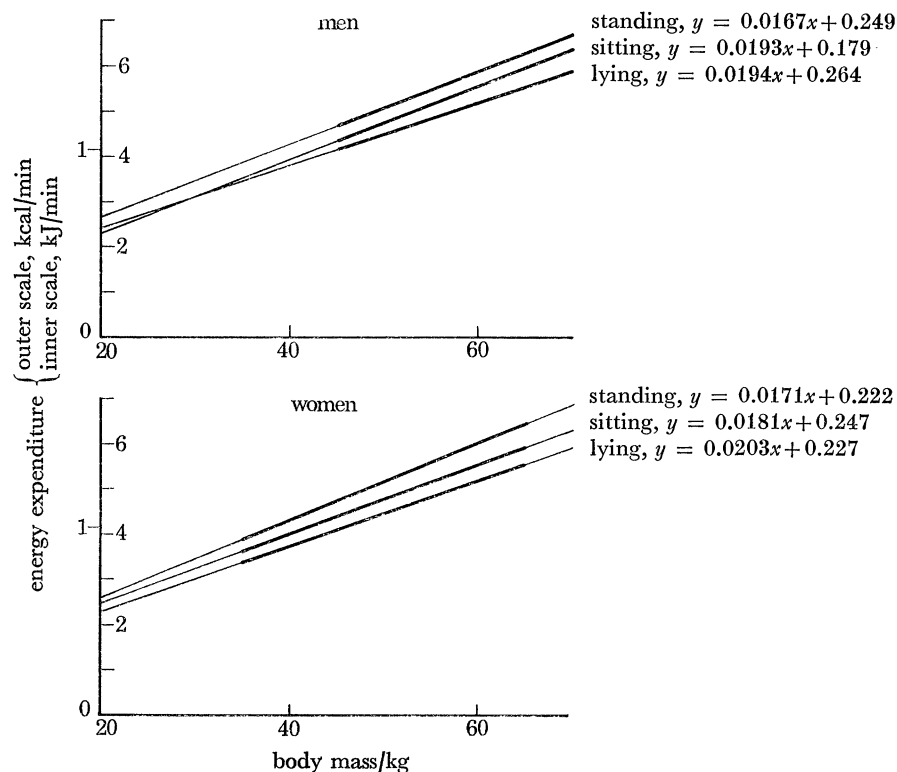 men
standing, y = 0.0167x+0.249
sitting, y = 0.0193x+0.179
lying, y = 0.0194x+0.264
6
1
4
2
0
20
40
60
energy expenditure { outer scale, kcal/min
inner scale, kJ/min
women
standing, y = 0.0171x+0.222
sitting, y = 0.0181x+0.247
lying, y = 0.0203x+0.227
6
1
4
2
0
20
40
60
body mass/kg